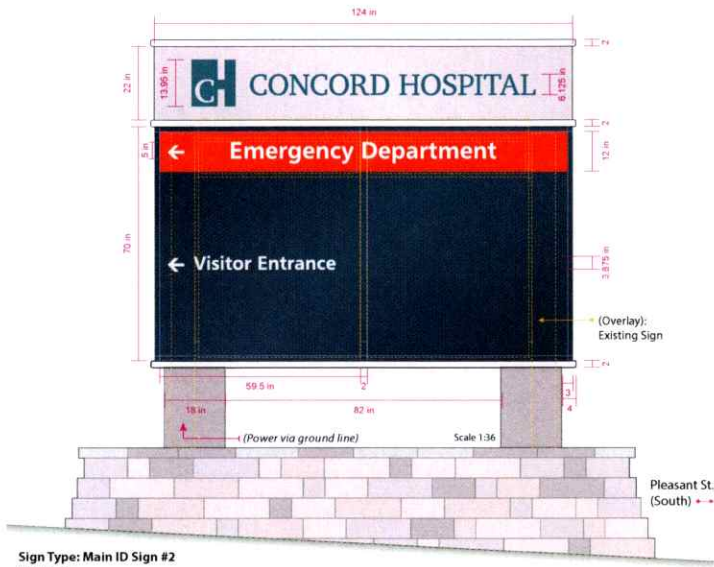 124 in
2
22 in
13.95 in
CH CONCORD HOSPITAL
6.125 in
2
5 in
← Emergency Department
12 in
70 in
← Visitor Entrance
3.875 in
(Overlay):
Existing Sign
2
59.5 in
2
3
18 in
82 in
4
(Power via ground line)
Scale 1:36
Pleasant St.
(South)
Sign Type: Main ID Sign #2